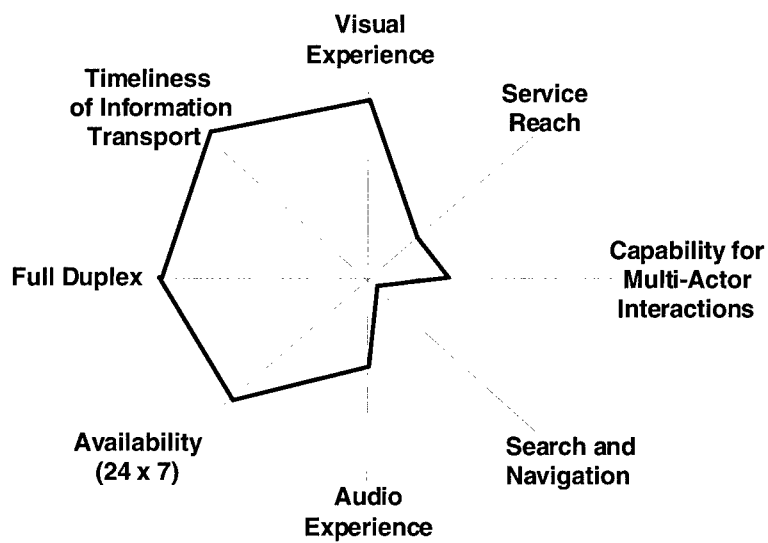 Visual
Experience
Timeliness
of Information
Transport
Service
Reach
Full Duplex
Capability for
Multi-Actor
Interactions
Availability
(24 x 7)
Search and
Navigation
Audio
Experience